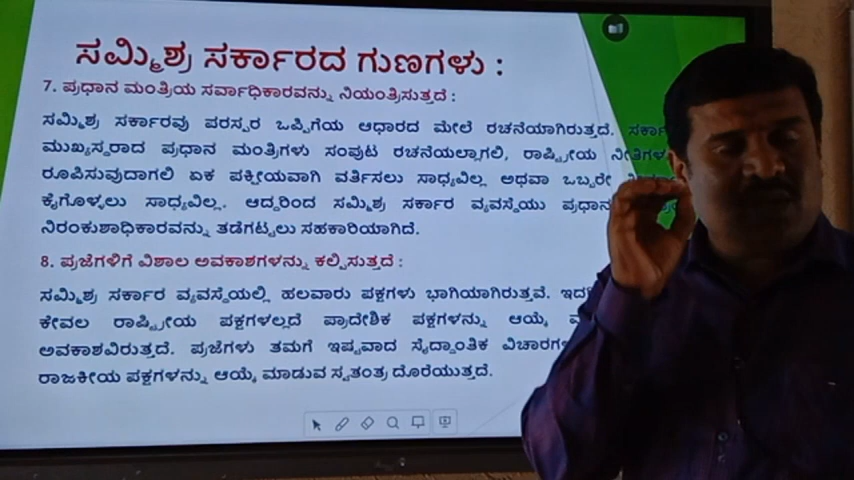 ಸಮ್ಮಿಶ್ರ ಸರ್ಕಾರದ ಗುಣಗಳು :
7. ಪ್ರಧಾನ ಮಂತ್ರಿಯ ಸರ್ವಾಧಿಕಾರವನ್ನು ನಿಯಂತ್ರಿಸುತ್ತದೆ :
ಸಮ್ಮಿಶ್ರ ಸರ್ಕಾರವು ಪರಸ್ಪರ ಒಪ್ಪಿಗೆಯ ಆಧಾರದ ಮೇಲೆ ರಚನೆಯಾಗಿರುತ್ತದೆ.
ಮುಖ್ಯಸ್ಥರಾದ ಪ್ರಧಾನ ಮಂತ್ರಿಗಳು ಸಂಪುಟ ರಚನೆಯಲ್ಲಾಗಲಿ, ರಾಷ್ಟ್ರೀಯ
ರೂಪಿಸುವುದಾಗಲಿ ಏಕ ಪಕ್ಷೀಯವಾಗಿ ವರ್ತಿಸಲು ಸಾಧ್ಯವಿಲ್ಲ ಅಥವಾ ಒಬ್ಬರೇ
ಕೈಗೊಳ್ಳಲು ಸಾಧ್ಯವಿಲ್ಲ. ಆದ್ದರಿಂದ ಸಮ್ಮಿಶ್ರ ಸರ್ಕಾರ ವ್ಯವಸ್ಥೆಯು ಪ್ರಧಾನ
ನಿರಂಕುಶಾಧಿಕಾರವನ್ನು ತಡೆಗಟ್ಟಲು ಸಹಕಾರಿಯಾಗಿದೆ.
8. ಪ್ರಜೆಗಳಿಗೆ ವಿಶಾಲ ಅವಕಾಶಗಳನ್ನು ಕಲ್ಪಿಸುತ್ತದೆ :
ಸಮ್ಮಿಶ್ರ ಸರ್ಕಾರ ವ್ಯವಸ್ಥೆಯಲ್ಲಿ ಹಲವಾರು ಪಕ್ಷಗಳು ಭಾಗಿಯಾಗಿರುತ್ತವೆ.
ಕೇವಲ ರಾಷ್ಟ್ರೀಯ ಪಕ್ಷಗಳಲ್ಲದೆ ಪ್ರಾದೇಶಿಕ ಪಕ್ಷಗಳನ್ನು ಆಯ್ಕೆ
ಅವಕಾಶವಿರುತ್ತದೆ. ಪ್ರಜೆಗಳು ತಮಗೆ ಇಷ್ಟವಾದ ಸೈದ್ಧಾಂತಿಕ
ರಾಜಕೀಯ ಪಕ್ಷಗಳನ್ನು ಆಯ್ಕೆ ಮಾಡುವ ಸ್ವತಂತ್ರ ದೊರೆಯುತ್ತದೆ.